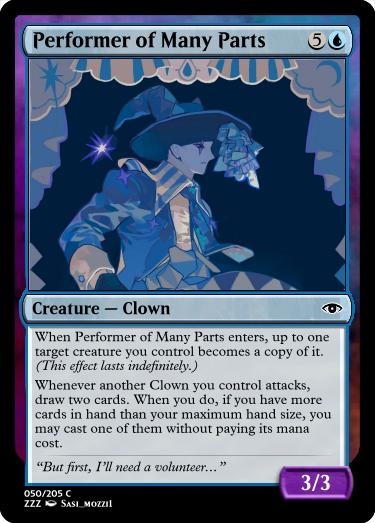 Performer of Many Parts 5
Creature — Clown
When Performer of Many Parts enters, up to one
target creature you control becomes a copy of it.
(This effect lasts indefinitely.)
Whenever another Clown you control attacks,
draw two cards. When you do, if you have more
cards in hand than your maximum hand size, you
may cast one of them without paying its mana
cost.
“But first, I’ll need a volunteer…”
3/3
050/205 C
ZZZ Sasi_mozzil